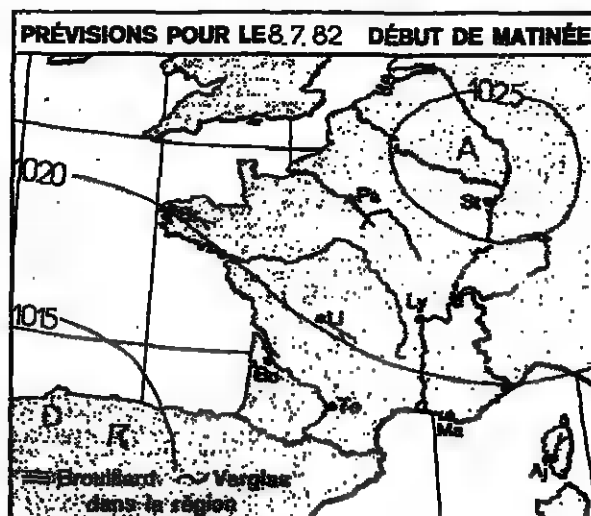 PRÉVISIONS POUR LE 8.7.82 DÉBUT DE MATINÉE
1025
A
1020
Pa
St
Ly
1015
Li
Bo
To
Ma
D
Aj
Brouillard Verglas
dans la région